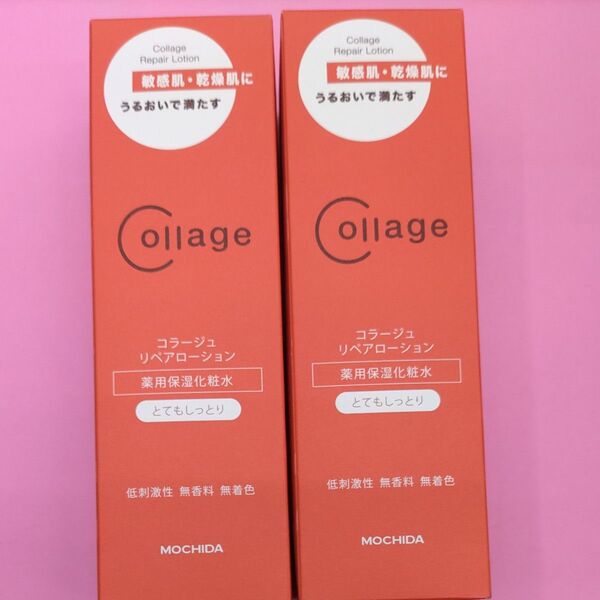 Collage
Repair Lotion
敏感肌・乾燥肌に
うるおいで満たす
Collage
コラージュ
リペアローション
薬用保湿化粧水
とてもしっとり
低刺激性 無香料 無着色
MOCHIDA
Collage
Repair Lotion
敏感肌・乾燥肌に
うるおいで満たす
Collage
コラージュ
リペアローション
薬用保湿化粧水
とてもしっとり
低刺激性 無香料 無着色
MOCHIDA